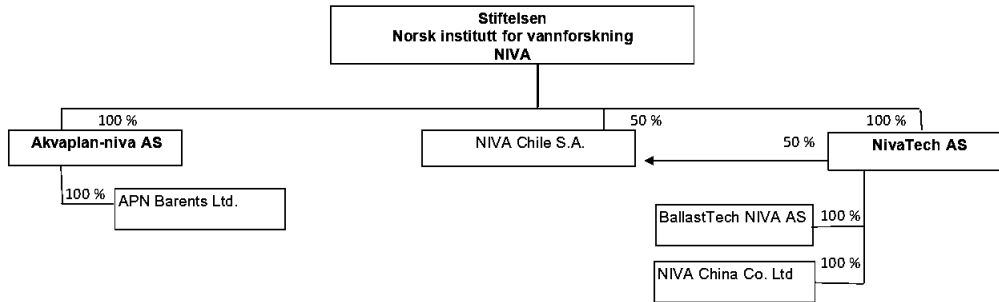 Stiftelsen
Norsk institutt for vannforskning
NIVA
100 %
50 %
100 %
Akvaplan-niva AS
NIVA Chile S.A.
50 %
NivaTech AS
100 %
APN Barents Ltd.
BallastTech NIVA AS
100 %
NIVA China Co. Ltd
100 %